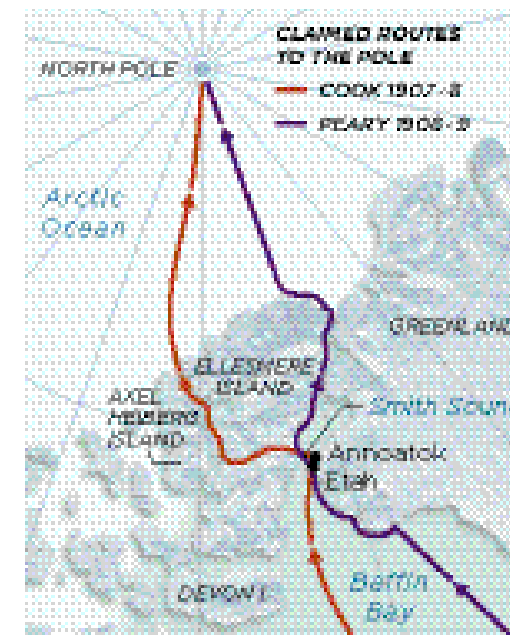 CLAIMED ROUTES
TO THE POLE
COOK 1907-8
PEARY 1908-9
NORTH POLE
Arctic
Ocean
GREENLAND
ELLESMERE
ISLAND
AXEL
HEIBERG
ISLAND
Smith Soun
Annoatok
Etah
DEVON I.
Baffin
Bay